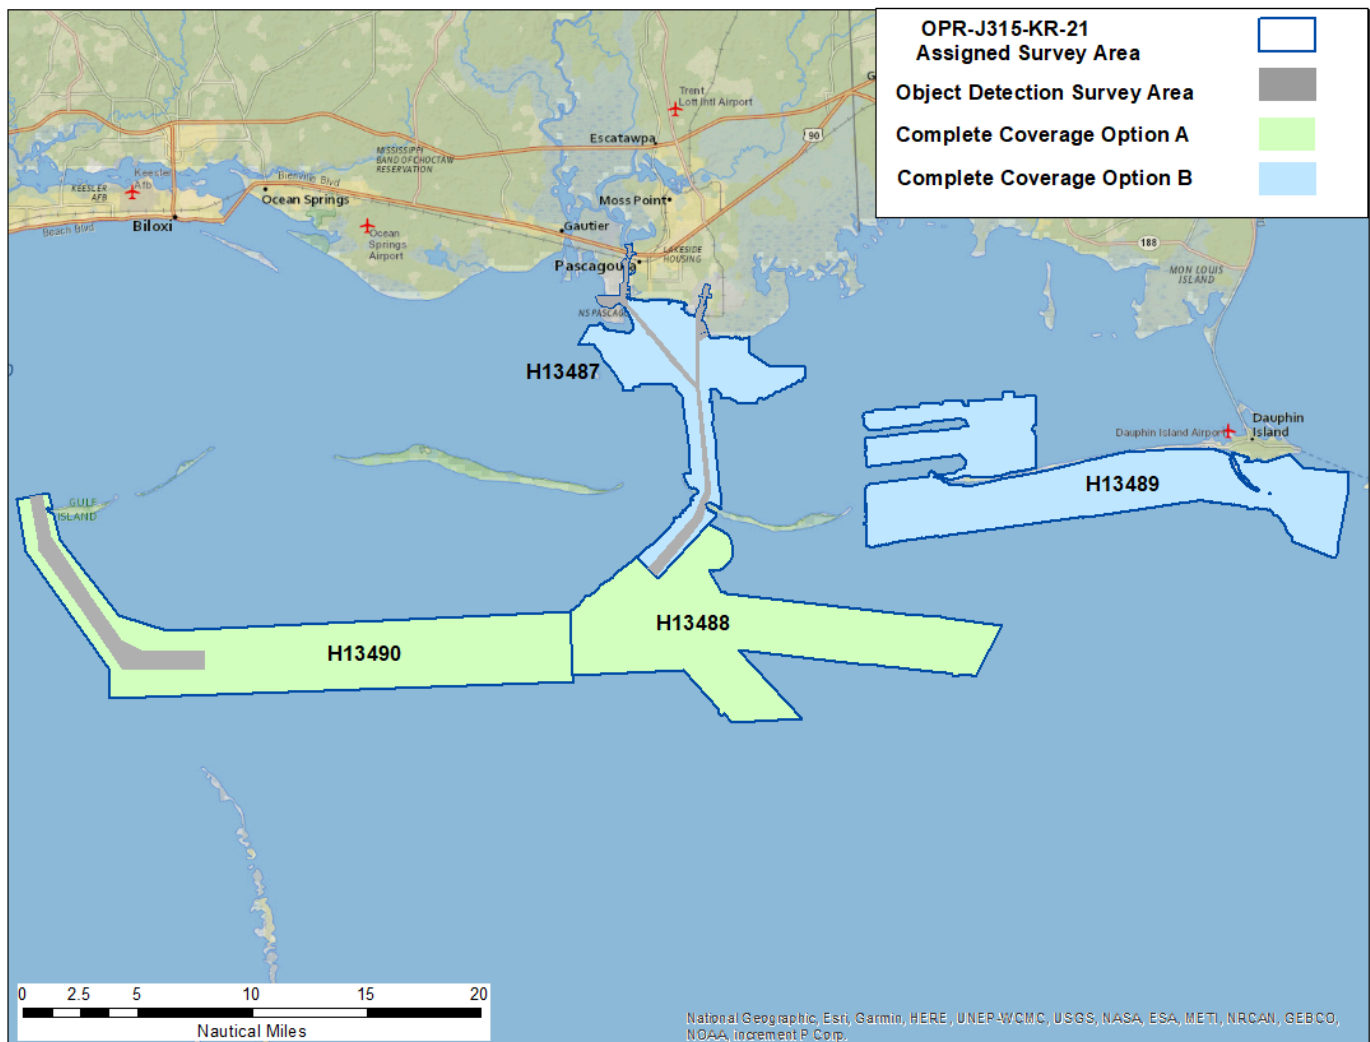 OPR-J315-KR-21
Assigned Survey Area
Object Detection Survey Area
Complete Coverage Option A
Complete Coverage Option B
Trent
Lott Intl Airport
G
90
Escatawpa
MISSISSIPPI
BAND OF CHOCTAW
RESERVATION
Keesler
Afb
KEESLER
AFB
Bienville Blvd
Ocean Springs
Moss Point
Biloxi
Beach Blvd
Ocean
Springs
Airport
Gautier
LAKESIDE
HOUSING
188
Pascagoula
MON LOUIS
ISLAND
NS PASCAG
H13487
Dauphin Island Airport
Dauphin
Island
H13489
GULF
ISLAND
H13488
H13490
0 2.5 5 10 15 20
Nautical Miles
National Geographic, Esri, Garmin, HERE, UNEP-WCMC, USGS, NASA, ESA, METI, NRCAN, GEBCO,
NOAA, increment P Corp.